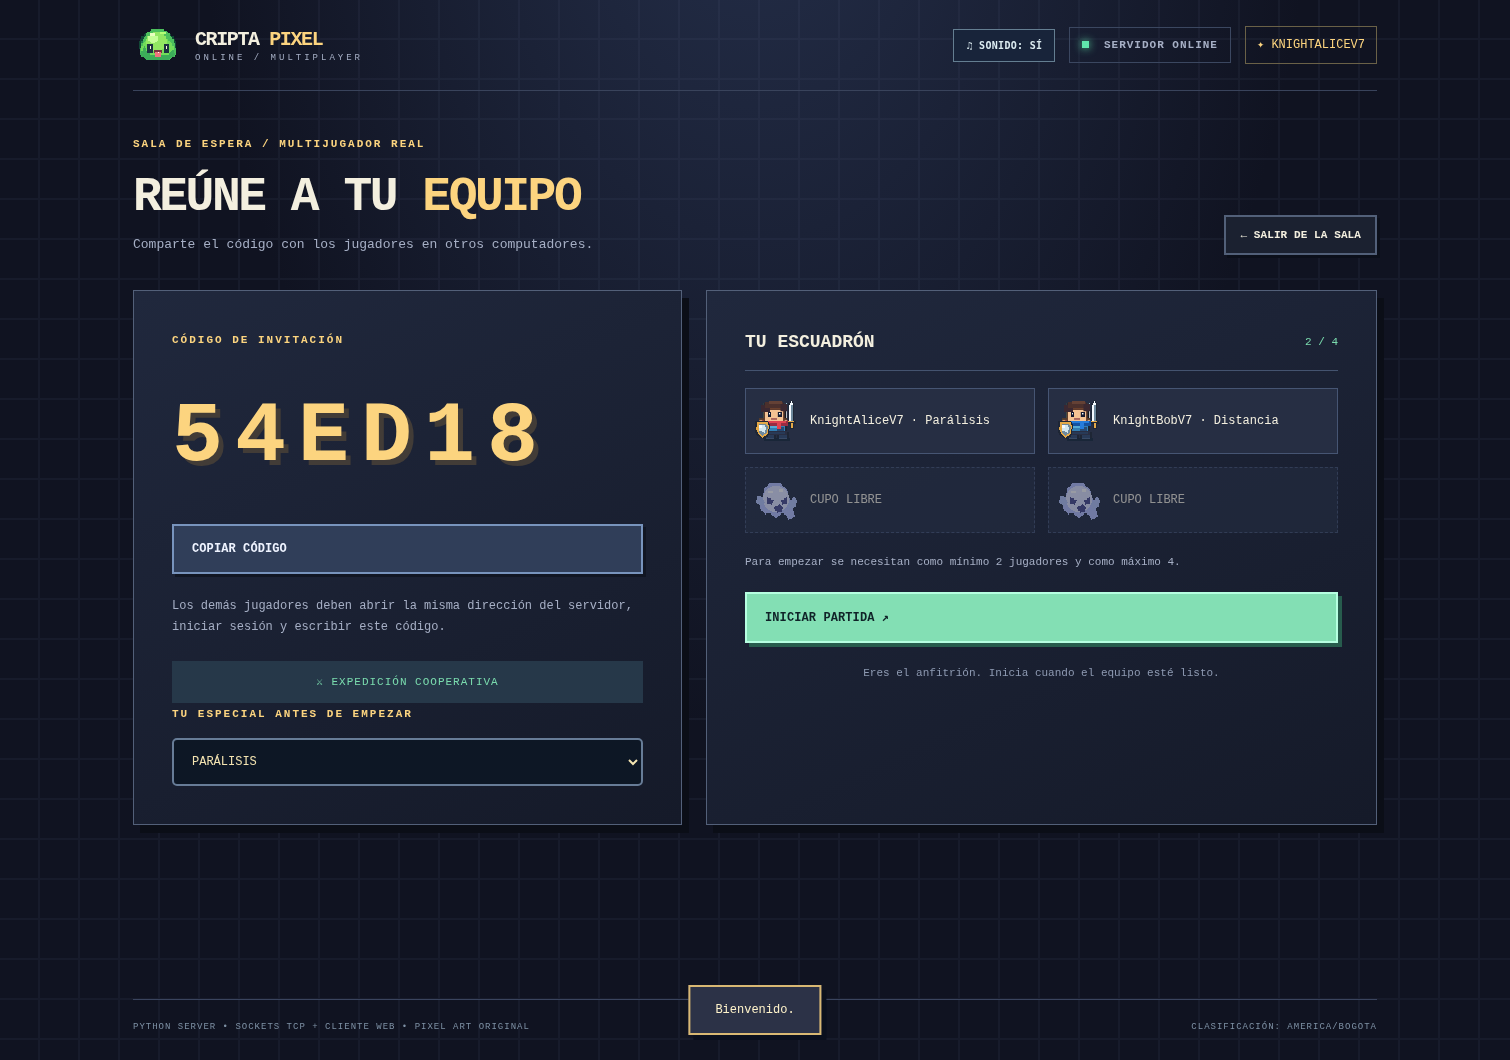 CRIPTA PIXEL
ONLINE / MULTIPLAYER
♫ SONIDO: SÍ
SERVIDOR ONLINE
✦ KNIGHTALICEV7
SALA DE ESPERA / MULTIJUGADOR REAL
REÚNE A TU EQUIPO
Comparte el código con los jugadores en otros computadores.
← SALIR DE LA SALA
CÓDIGO DE INVITACIÓN
54ED18
COPIAR CÓDIGO
Los demás jugadores deben abrir la misma dirección del servidor,
iniciar sesión y escribir este código.
⚔ EXPEDICIÓN COOPERATIVA
TU ESPECIAL ANTES DE EMPEZAR
PARÁLISIS
TU ESCUADRÓN
2 / 4
KnightAliceV7 · Parálisis
KnightBobV7 · Distancia
CUPO LIBRE
CUPO LIBRE
Para empezar se necesitan como mínimo 2 jugadores y como máximo 4.
INICIAR PARTIDA ↗
Eres el anfitrión. Inicia cuando el equipo esté listo.
Bienvenido.
PYTHON SERVER • SOCKETS TCP + CLIENTE WEB • PIXEL ART ORIGINAL
CLASIFICACIÓN: AMERICA/BOGOTA